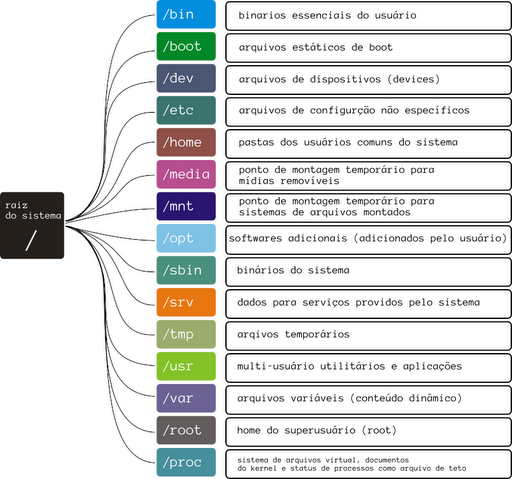 /bin
binarios essenciais do usuário
/boot
arquivos estáticos de boot
/dev
arquivos de dispositivos (devices)
/etc
arquivos de configurção não específicos
/home
pastas dos usuários comuns do sistema
/media
ponto de montagem temporário para
mídias removíveis
raiz
do sistema
/
/mnt
ponto de montagem temporário para
sistemas de arquivos montados
/opt
softwares adicionais (adicionados pelo usuário)
/sbin
binários do sistema
/srv
dados para serviços providos pelo sistema
/tmp
arqivos temporários
/usr
multi-usuário utilitários e aplicações
/var
arquivos variáveis (conteúdo dinâmico)
/root
home do superusuário (root)
/proc
sistema de arquivos virtual, documentos
do kernel e status de processos como arquivo de teto